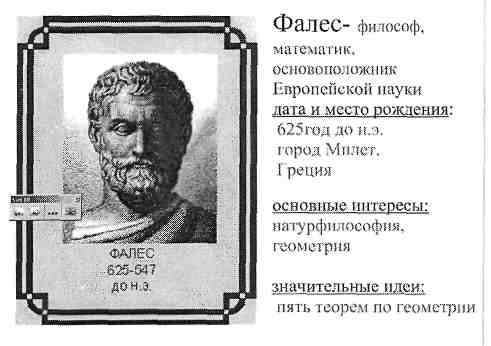 ФАЛЕС
625-547
ДО Н.Э.
Фалес- философ,
математик,
основоположник
Европейской науки
дата и место рождения:
625год до н.э.
город Милет.
Греция
основные интересы:
натурфилософия,
геометрия
значительные идеи:
пять теорем по геометрии